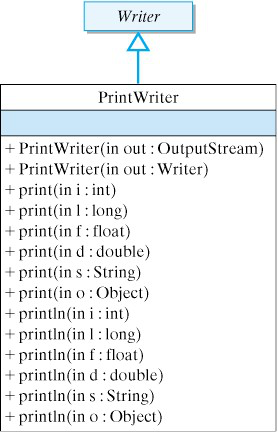 Writer
PrintWriter
+ PrintWriter(in out : OutputStream)
+ PrintWriter(in out : Writer)
+ print(in i : int)
+ print(in l : long)
+ print(in f : float)
+ print(in d : double)
+ print(in s : String)
+ print(in o : Object)
+ println(in i : int)
+ println(in l : long)
+ println(in f : float)
+ println(in d : double)
+ println(in s : String)
+ println(in o : Object)